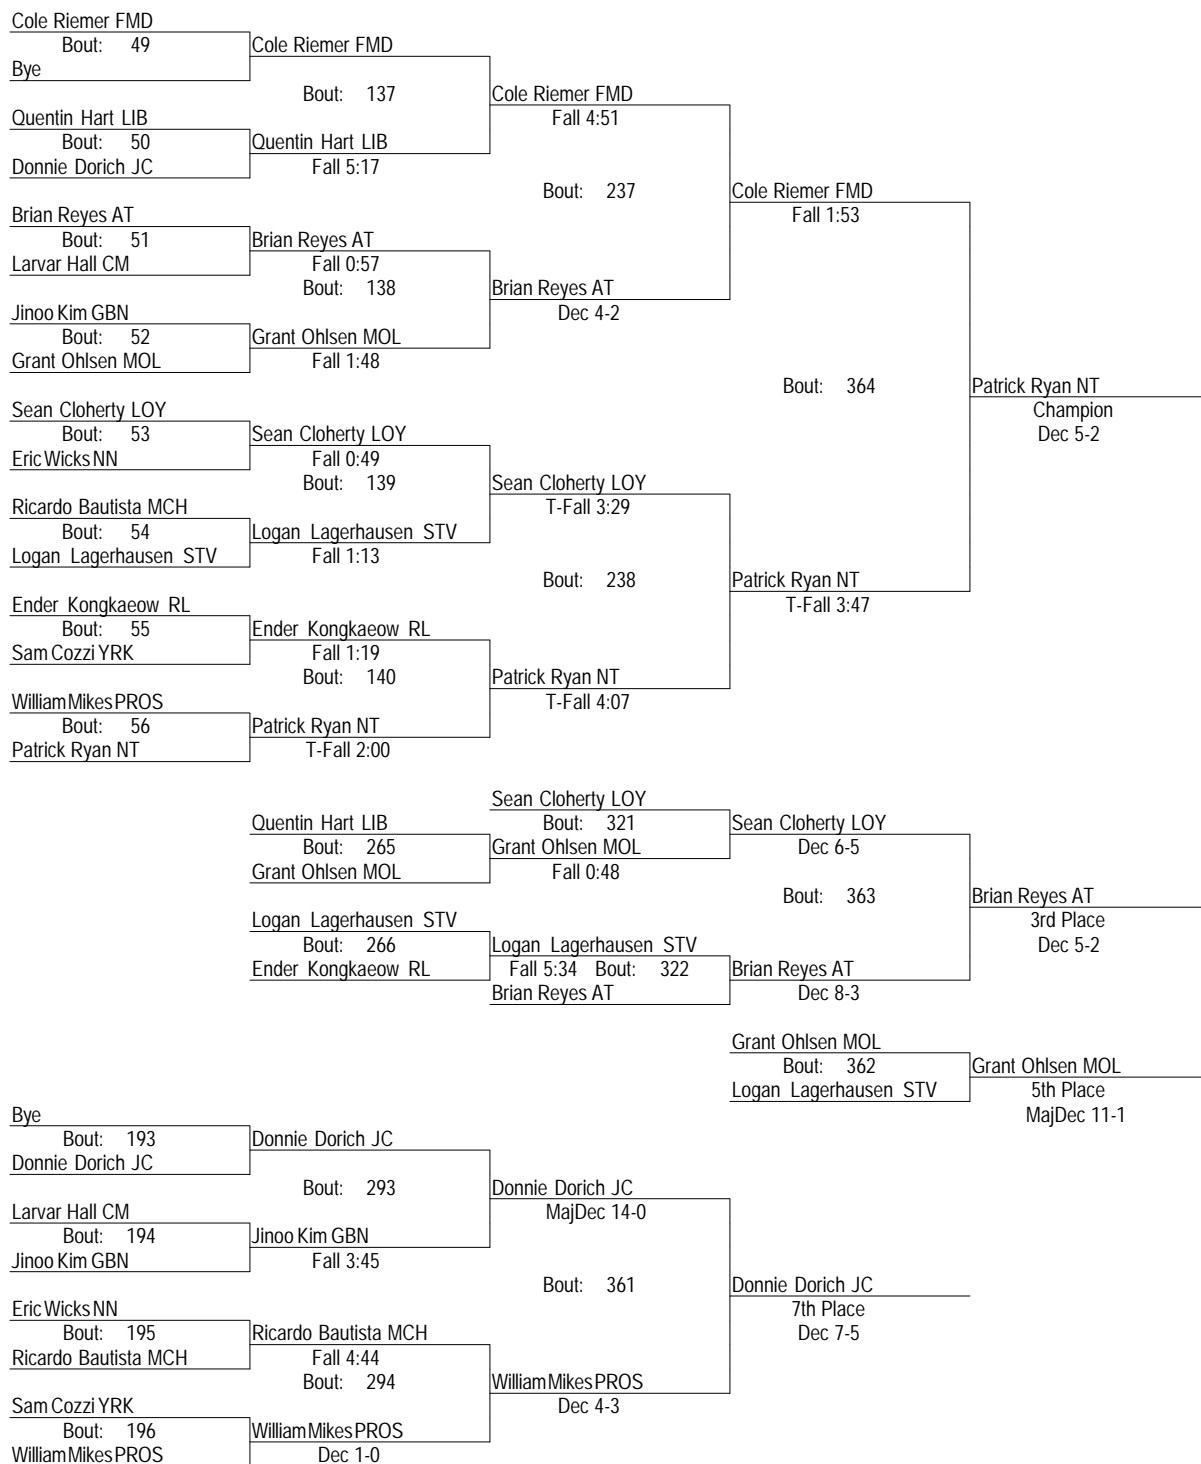 Cole Riemer FMD
Bout: 49
Cole Riemer FMD
Bye
Bout: 137
Cole Riemer FMD
Fall 4:51
Quentin Hart LIB
Bout: 50
Quentin Hart LIB
Donnie Dorich JC
Fall 5:17
Bout: 237
Cole Riemer FMD
Fall 1:53
Brian Reyes AT
Bout: 51
Brian Reyes AT
Larvar Hall CM
Fall 0:57
Bout: 138
Brian Reyes AT
Dec 4-2
Jinoo Kim GBN
Bout: 52
Grant Ohlsen MOL
Grant Ohlsen MOL
Fall 1:48
Bout: 364
Patrick Ryan NT
Champion
Dec 5-2
Sean Cloherty LOY
Bout: 53
Sean Cloherty LOY
Eric Wicks NN
Fall 0:49
Bout: 139
Sean Cloherty LOY
T-Fall 3:29
Ricardo Bautista MCH
Bout: 54
Logan Lagerhausen STV
Logan Lagerhausen STV
Fall 1:13
Bout: 238
Patrick Ryan NT
T-Fall 3:47
Ender Kongkaeow RL
Bout: 55
Ender Kongkaeow RL
Sam Cozzi YRK
Fall 1:19
Bout: 140
Patrick Ryan NT
T-Fall 4:07
William Mikes PROS
Bout: 56
Patrick Ryan NT
Patrick Ryan NT
T-Fall 2:00
Sean Cloherty LOY
Quentin Hart LIB
Bout: 321
Sean Cloherty LOY
Bout: 265
Grant Ohlsen MOL
Dec 6-5
Grant Ohlsen MOL
Fall 0:48
Bout: 363
Brian Reyes AT
3rd Place
Dec 5-2
Logan Lagerhausen STV
Bout: 266
Logan Lagerhausen STV
Ender Kongkaeow RL
Fall 5:34 Bout: 322
Brian Reyes AT
Brian Reyes AT
Dec 8-3
Grant Ohlsen MOL
Bout: 362
Grant Ohlsen MOL
Logan Lagerhausen STV
5th Place
MajDec 11-1
Bye
Bout: 193
Donnie Dorich JC
Donnie Dorich JC
Bout: 293
Donnie Dorich JC
MajDec 14-0
Larvar Hall CM
Bout: 194
Jinoo Kim GBN
Jinoo Kim GBN
Fall 3:45
Bout: 361
Donnie Dorich JC
7th Place
Dec 7-5
Eric Wicks NN
Bout: 195
Ricardo Bautista MCH
Ricardo Bautista MCH
Fall 4:44
Bout: 294
William Mikes PROS
Dec 4-3
Sam Cozzi YRK
Bout: 196
William Mikes PROS
William Mikes PROS
Dec 1-0